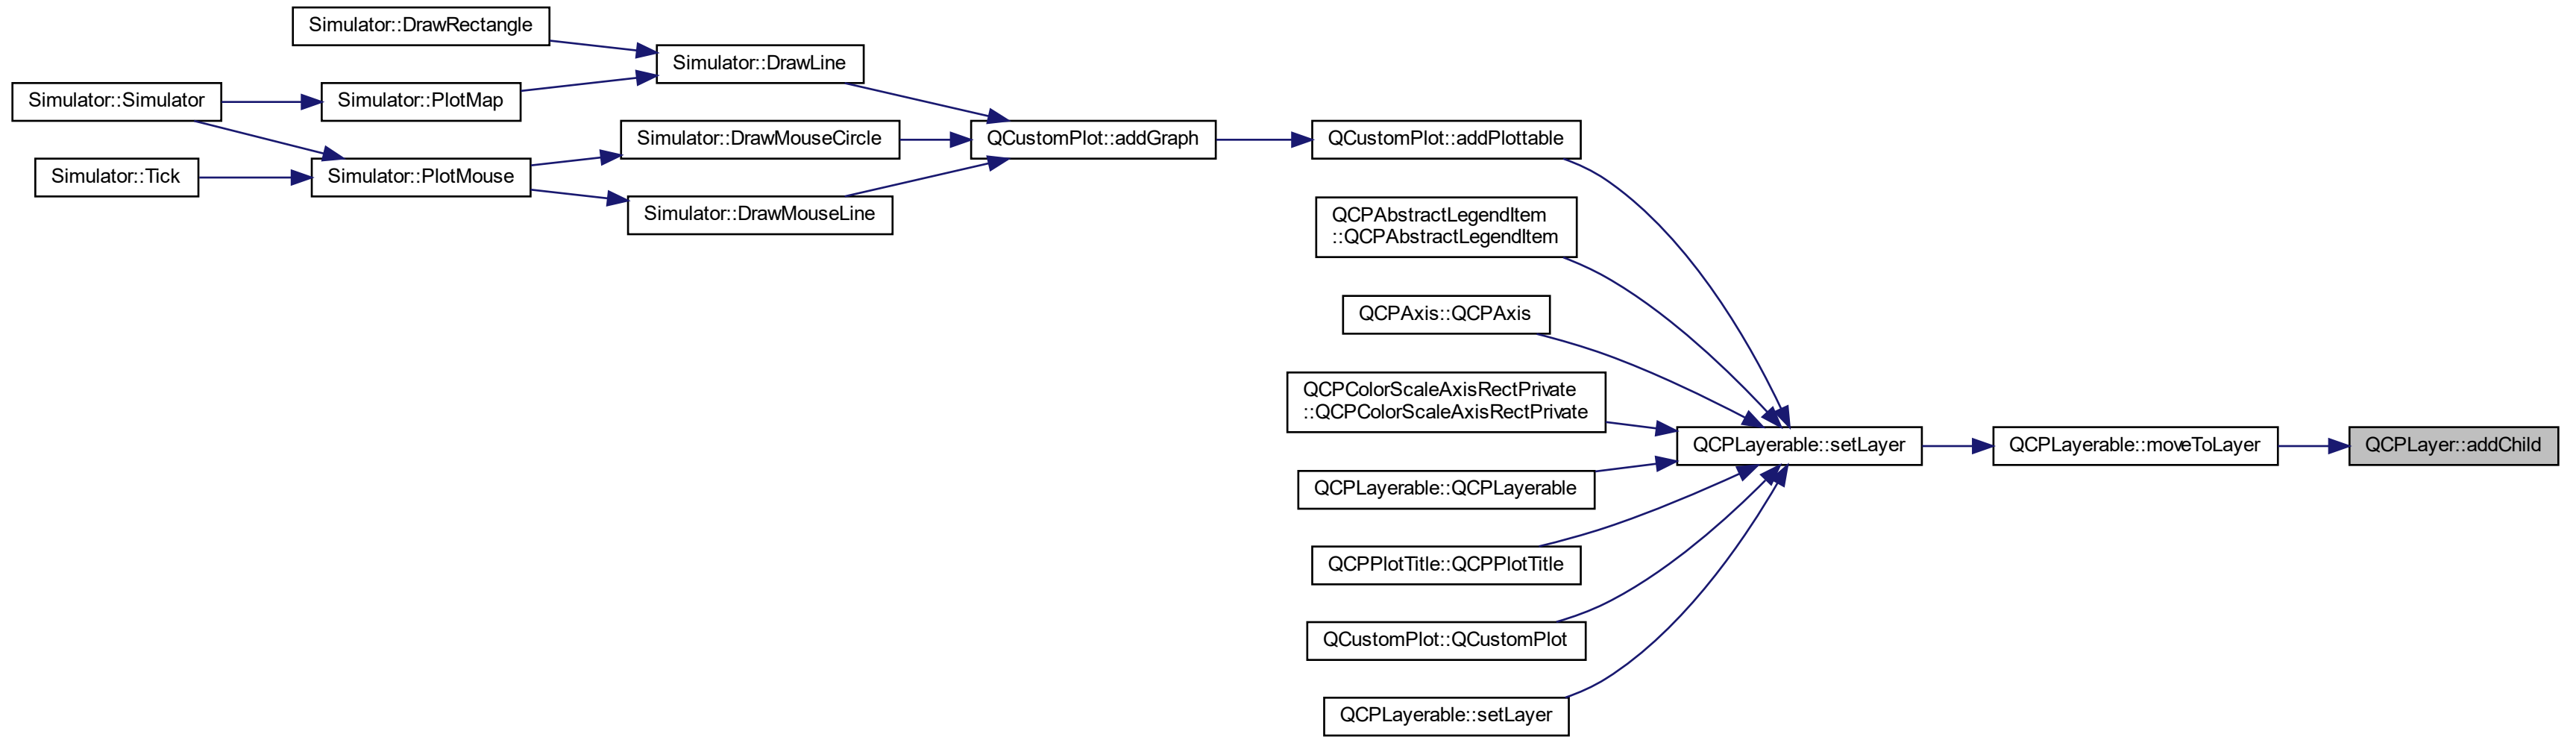 Simulator::DrawRectangle
Simulator::DrawLine
Simulator::Simulator
Simulator::PlotMap
Simulator::DrawMouseCircle
QCustomPlot::addGraph
QCustomPlot::addPlottable
Simulator::Tick
Simulator::PlotMouse
Simulator::DrawMouseLine
QCPAbstractLegendItem
::QCPAbstractLegendItem
QCPAxis::QCPAxis
QCPColorScaleAxisRectPrivate
::QCPColorScaleAxisRectPrivate
QCPLayerable::setLayer
QCPLayerable::moveToLayer
QCPLayer::addChild
QCPLayerable::QCPLayerable
QCPPlotTitle::QCPPlotTitle
QCustomPlot::QCustomPlot
QCPLayerable::setLayer